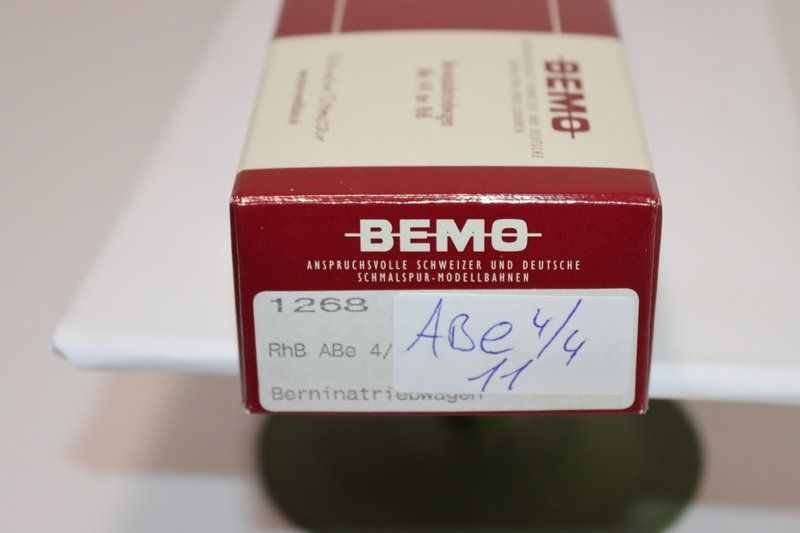 BEMO
BEMO
ANSPRUCHSVOLLE SCHWEIZER UND DEUTSCHE
SCHMALSPUR-MODELLBAHNEN
1268
RhB ABe 4/
ABe 4/4
11
Berninatriebwagen